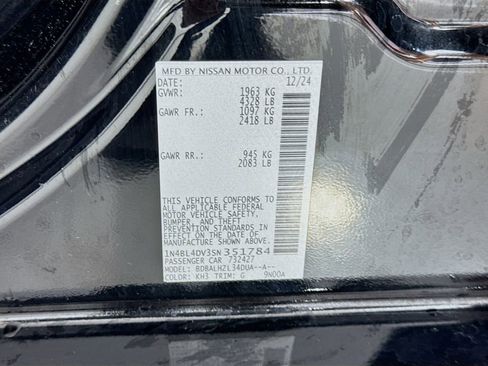 MFD BY NISSAN MOTOR CO., LTD.
DATE: 12/24
GVWR: 1963 KG
4328 LB
GAWR FR.: 1097 KG
2418 LB
GAWR RR.: 945 KG
2083 LB
THIS VEHICLE CONFORMS TO
ALL APPLICABLE FEDERAL
MOTOR VEHICLE SAFETY,
BUMPER, AND THEFT
PREVENTION STANDARDS IN
EFFECT ON THE DATE OF
MANUFACTURE SHOWN ABOVE.
1N4BL4DV3SN351784
PASSENGER CAR 732427
MODEL: BDBALHZL34DUA--A--
COLOR: KH3 TRIM: G 9N00A